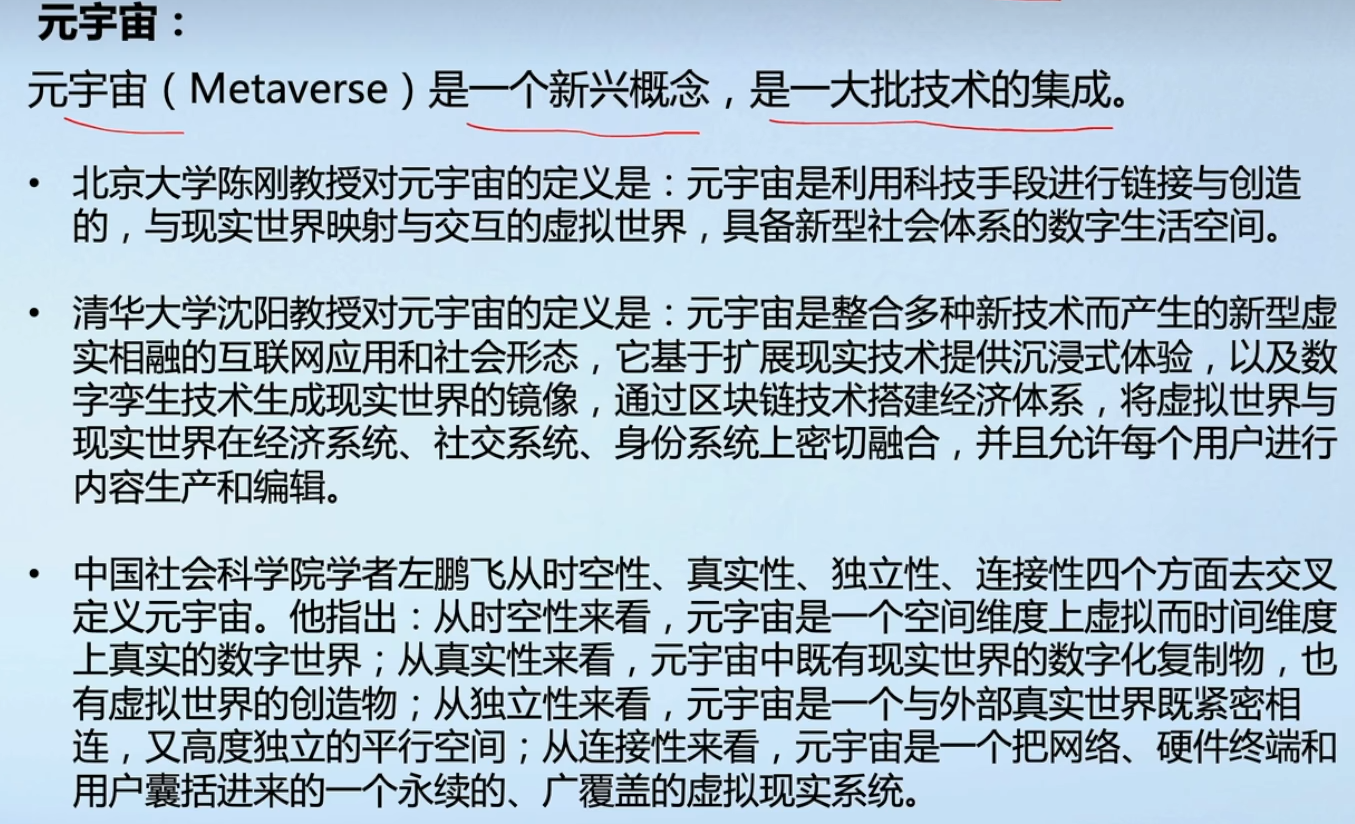 元宇宙：
元宇宙（Metaverse）是一个新兴概念，是一大批技术的集成。
• 北京大学陈刚教授对元宇宙的定义是：元宇宙是利用科技手段进行链接与创造
的，与现实世界映射与交互的虚拟世界，具备新型社会体系的数字生活空间。
• 清华大学沈阳教授对元宇宙的定义是：元宇宙是整合多种新技术而产生的新型虚
实相融的互联网应用和社会形态，它基于扩展现实技术提供沉浸式体验，以及数
字孪生技术生成现实世界的镜像，通过区块链技术搭建经济体系，将虚拟世界与
现实世界在经济系统、社交系统、身份系统上密切融合，并且允许每个用户进行
内容生产和编辑。
• 中国社会科学院学者左鹏飞从时空性、真实性、独立性、连接性四个方面去交叉
定义元宇宙。他指出：从时空性来看，元宇宙是一个空间维度上虚拟而时间维度
上真实的数字世界；从真实性来看，元宇宙中既有现实世界的数字化复制物，也
有虚拟世界的创造物；从独立性来看，元宇宙是一个与外部真实世界既紧密相
连，又高度独立的平行空间；从连接性来看，元宇宙是一个把网络、硬件终端和
用户囊括进来的一个永续的、广覆盖的虚拟现实系统。